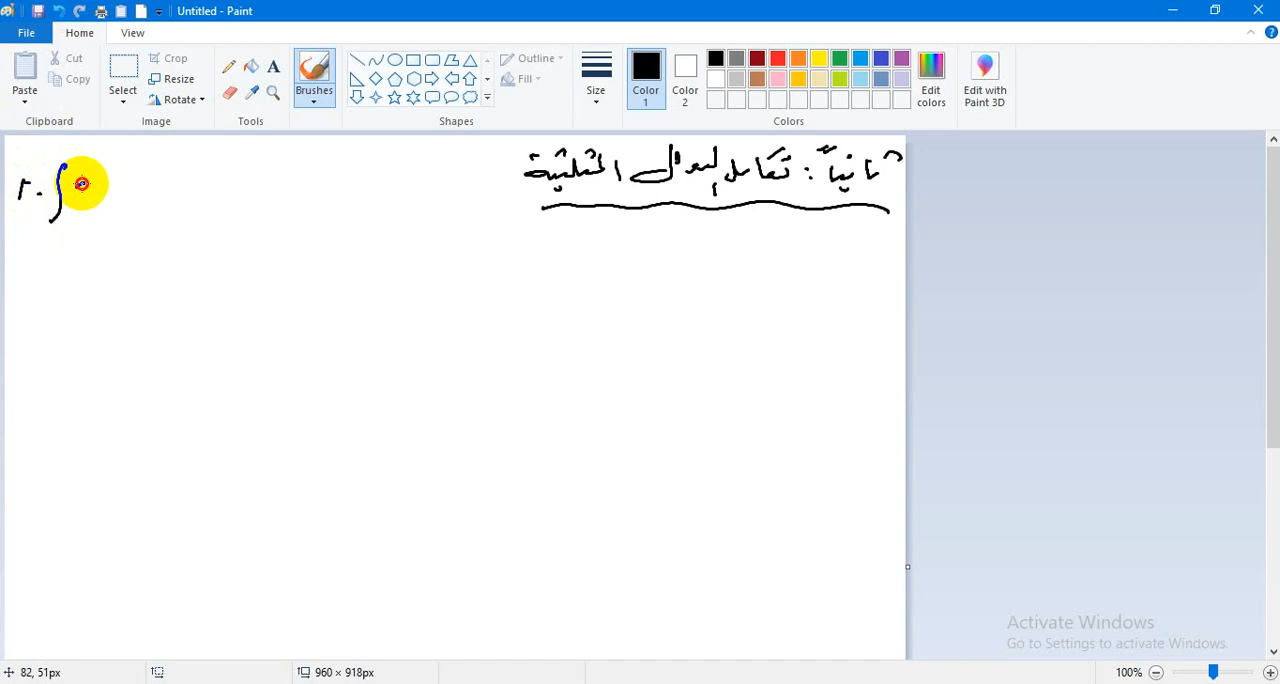 Untitled - Paint
File
Home
View
Paste
Cut
Copy
Clipboard
Select
Crop
Resize
Rotate
Image
Tools
Brushes
Shapes
Outline
Fill
Size
Color 1
Color 2
Colors
Edit colors
Edit with Paint 3D
ثانياً : تكامل الدوال المثلثية
٢. ∫
Activate Windows
Go to Settings to activate Windows.
82, 51px
960 × 918px
100%